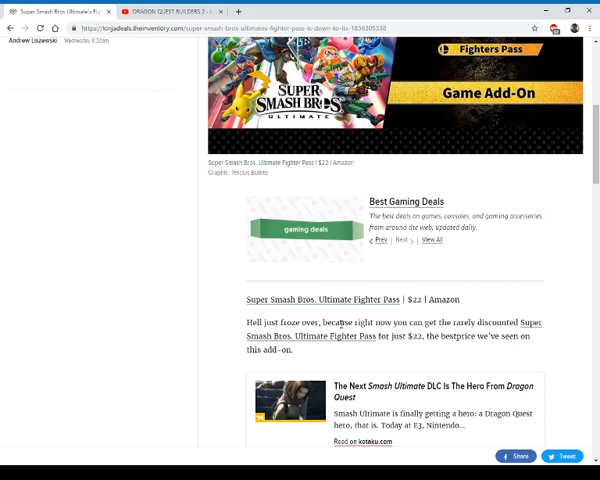 Super Smash Bros Ultimate's Fi
DRAGON QUEST BUILDERS 2 -
https://kinjadeals.theinventory.com/super-smash-bros-ultimates-fighter-pass-is-down-to-its-1836305338
Andrew Liszewski Wednesday 8:32am
SUPER
SMASH BROS.
ULTIMATE
Fighters Pass
Game Add-On
Super Smash Bros. Ultimate Fighter Pass | $22 | Amazon
Graphic: Tercius Bufete
gaming deals
Best Gaming Deals
The best deals on games, consoles, and gaming accessories
from around the web, updated daily.
Prev | Next | View All
Super Smash Bros. Ultimate Fighter Pass | $22 | Amazon
Hell just froze over, because right now you can get the rarely discounted Super
Smash Bros. Ultimate Fighter Pass for just $22, the bestprice we've seen on
this add-on.
The Next Smash Ultimate DLC Is The Hero From Dragon
Quest
Smash Ultimate is finally getting a hero: a Dragon Quest
hero, that is. Today at E3, Nintendo...
Read on kotaku.com
Share
Tweet